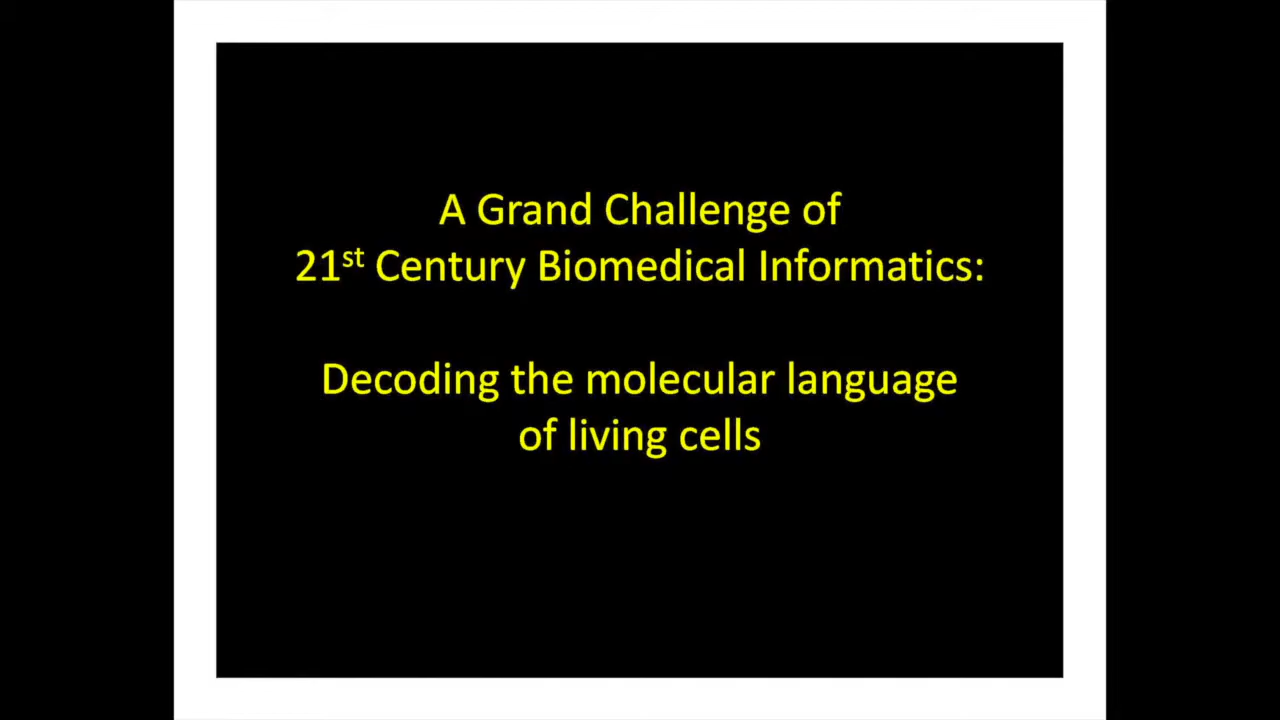 A Grand Challenge of
21st Century Biomedical Informatics:
Decoding the molecular language
of living cells